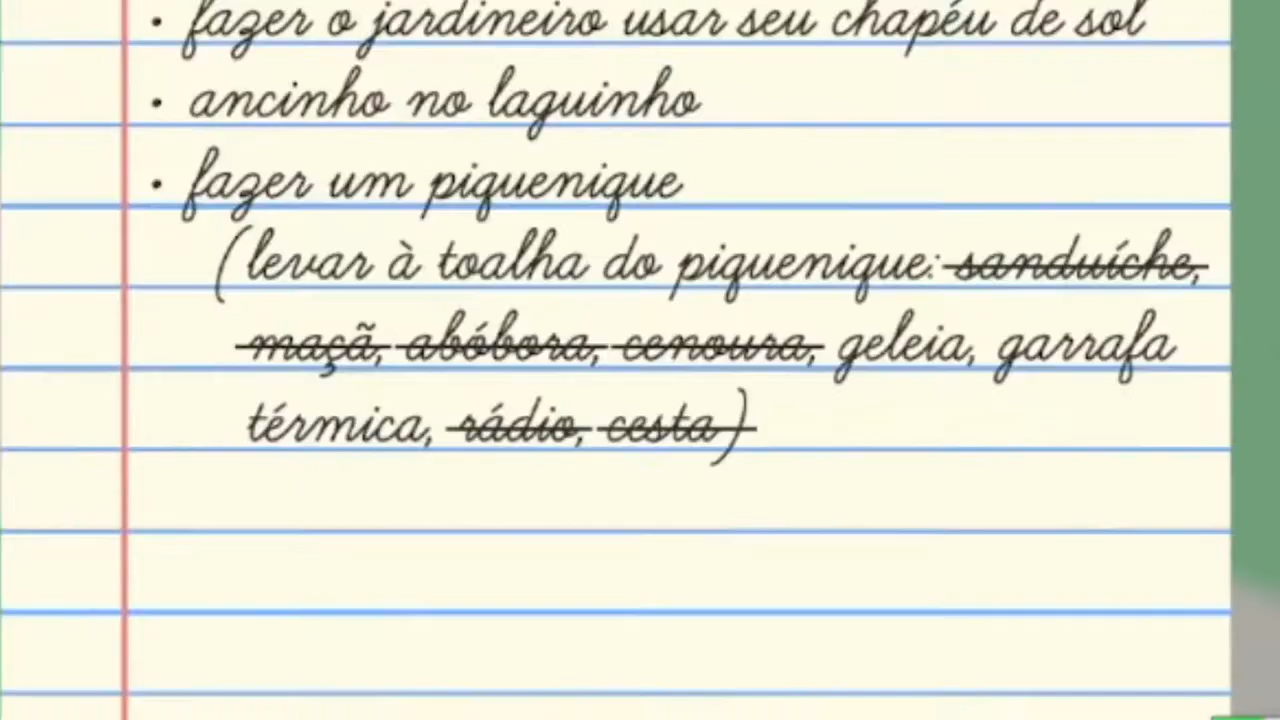 • fazer o jardineiro usar seu chapéu de sol
• ancinho no laguinho
• fazer um piquenique
(levar à toalha do piquenique: sanduíche,
maçã, abóbora, cenoura, geleia, garrafa
térmica, rádio, cesta)